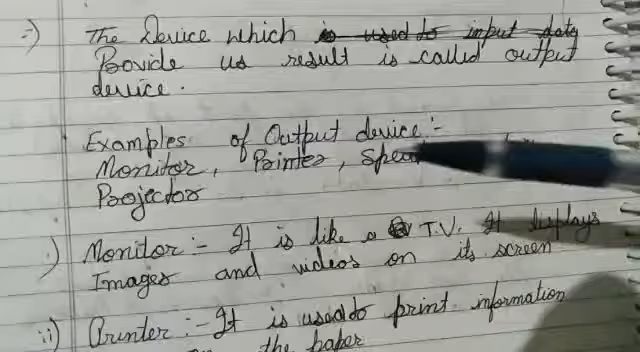 :-) The Device which is used to input data
Provide us result is called output
device.
Examples of Output device :-
Monitor, Printer,
Projector
i) Monitor :- It is like a T.V. It displays
Images and videos on its screen
ii) Printer :- It is used to print information
the paper